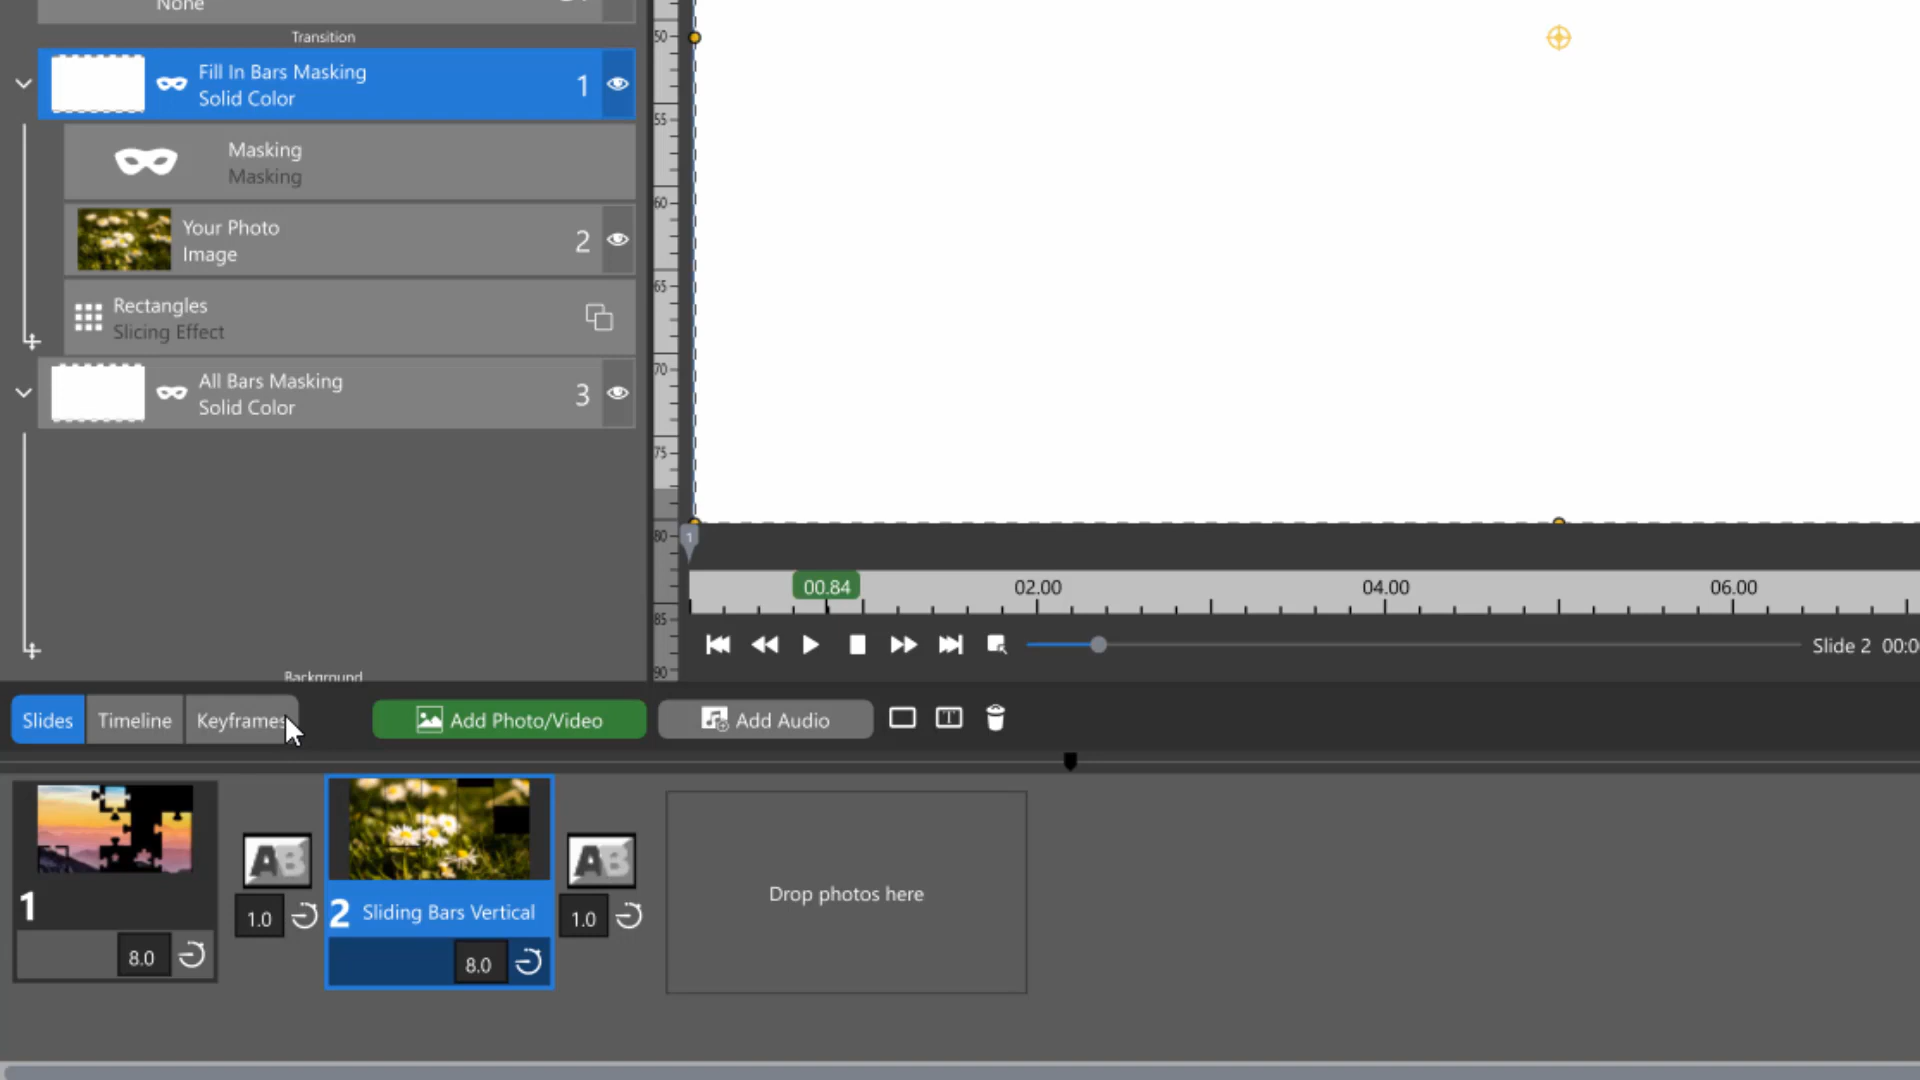 None
Transition
Fill In Bars Masking
Solid Color
1
Masking
Masking
Your Photo
Image
2
Rectangles
Slicing Effect
All Bars Masking
Solid Color
3
Background
50
55
60
65
70
75
80
85
90
1
00.84
02.00
04.00
06.00
Slide 2 00:0
Slides
Timeline
Keyframes
Add Photo/Video
Add Audio
T
AB
AB
1
1.0
2 Sliding Bars Vertical
1.0
8.0
8.0
Drop photos here